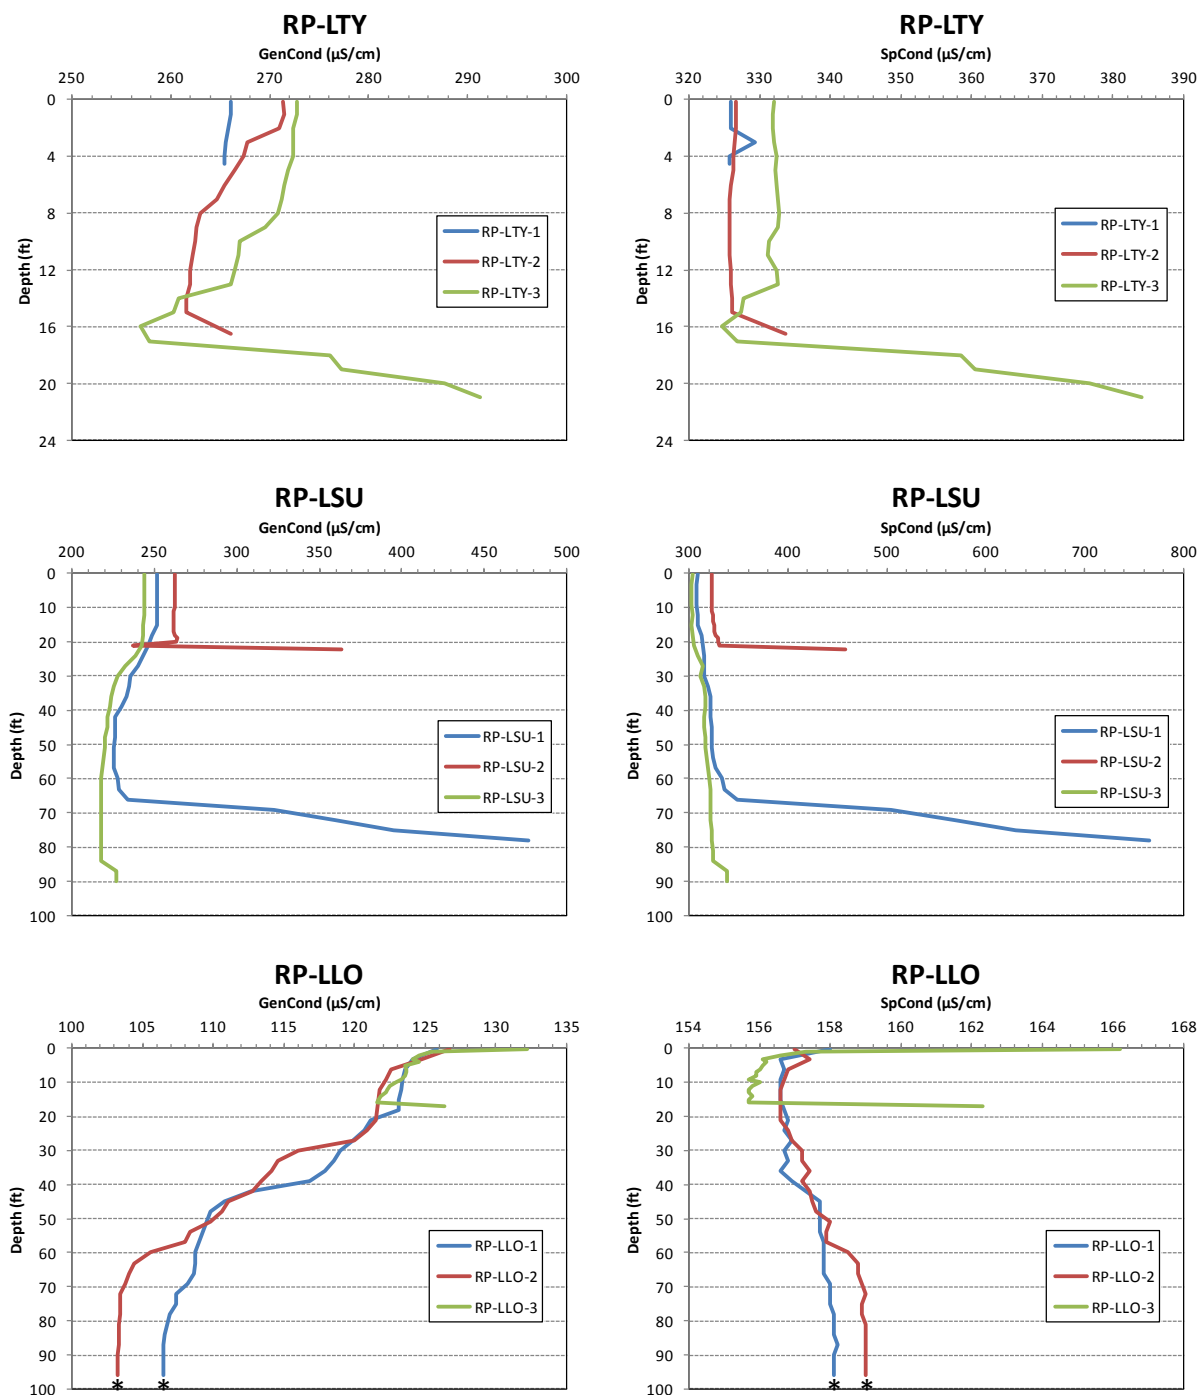 RP-LTY
GenCond (µS/cm)
250 260 270 280 290 300
0
4
8
12
16
20
24
Depth (ft)
RP-LTY-1
RP-LTY-2
RP-LTY-3
RP-LTY
SpCond (µS/cm)
320 330 340 350 360 370 380 390
0
4
8
12
16
20
24
Depth (ft)
RP-LTY-1
RP-LTY-2
RP-LTY-3
RP-LSU
GenCond (µS/cm)
200 250 300 350 400 450 500
0
10
20
30
40
50
60
70
80
90
100
Depth (ft)
RP-LSU-1
RP-LSU-2
RP-LSU-3
RP-LSU
SpCond (µS/cm)
300 400 500 600 700 800
0
10
20
30
40
50
60
70
80
90
100
Depth (ft)
RP-LSU-1
RP-LSU-2
RP-LSU-3
RP-LLO
GenCond (µS/cm)
100 105 110 115 120 125 130 135
0
10
20
30
40
50
60
70
80
90
100
Depth (ft)
RP-LLO-1
RP-LLO-2
RP-LLO-3
* *
RP-LLO
SpCond (µS/cm)
154 156 158 160 162 164 166 168
0
10
20
30
40
50
60
70
80
90
100
Depth (ft)
RP-LLO-1
RP-LLO-2
RP-LLO-3
* *